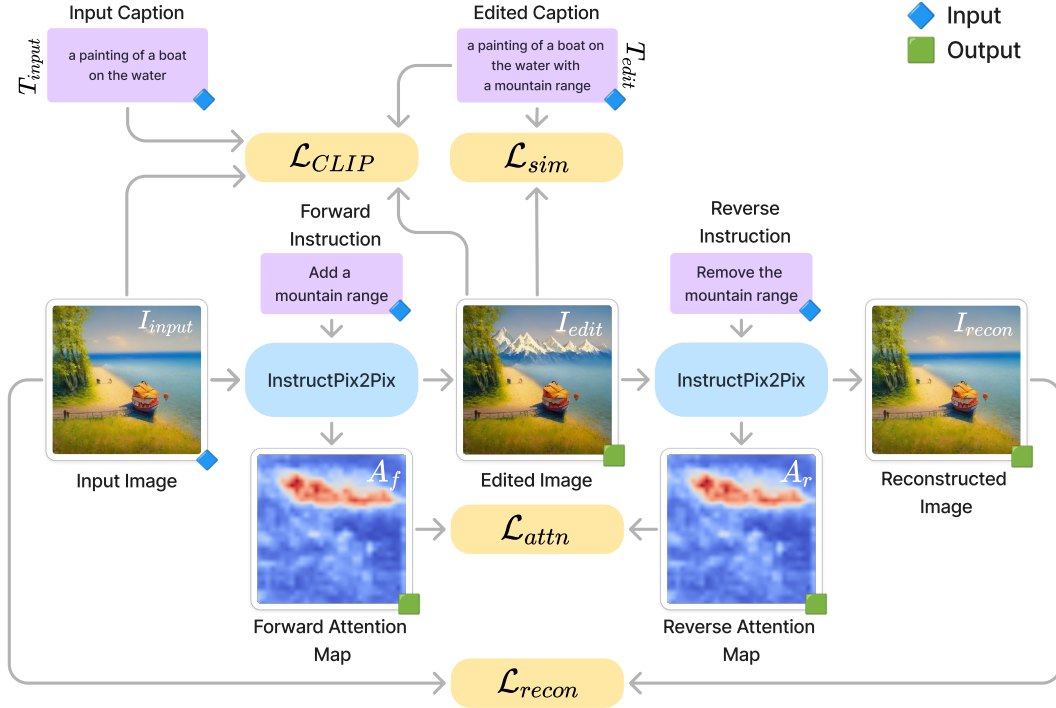 Input Caption
T_input
a painting of a boat
on the water
Edited Caption
a painting of a boat on
the water with
a mountain range
T_edit
Input
Output
ℒ_CLIP
ℒ_sim
Forward
Instruction
Add a
mountain range
Reverse
Instruction
Remove the
mountain range
I_input
InstructPix2Pix
I_edit
InstructPix2Pix
I_recon
Input Image
Edited Image
Reconstructed
Image
A_f
ℒ_attn
A_r
Forward Attention
Map
Reverse Attention
Map
ℒ_recon